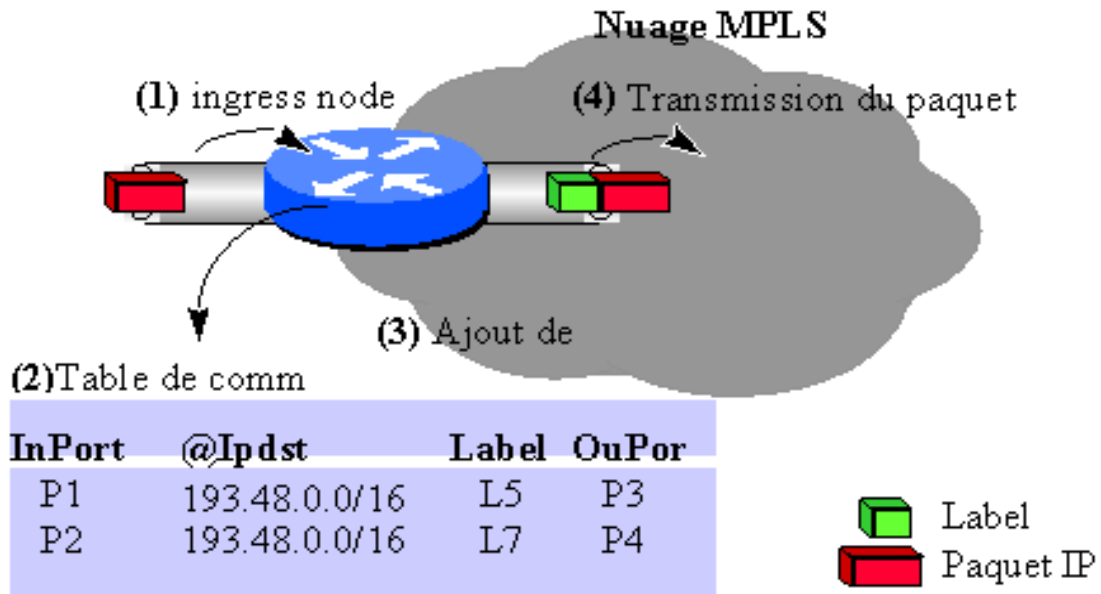 Nuage MPLS
(1) ingress node
(4) Transmission du paquet
(3) Ajout de
(2)Table de comm
InPort @Ipdst Label OuPor
P1 193.48.0.0/16 L5 P3
P2 193.48.0.0/16 L7 P4
Label
Paquet IP